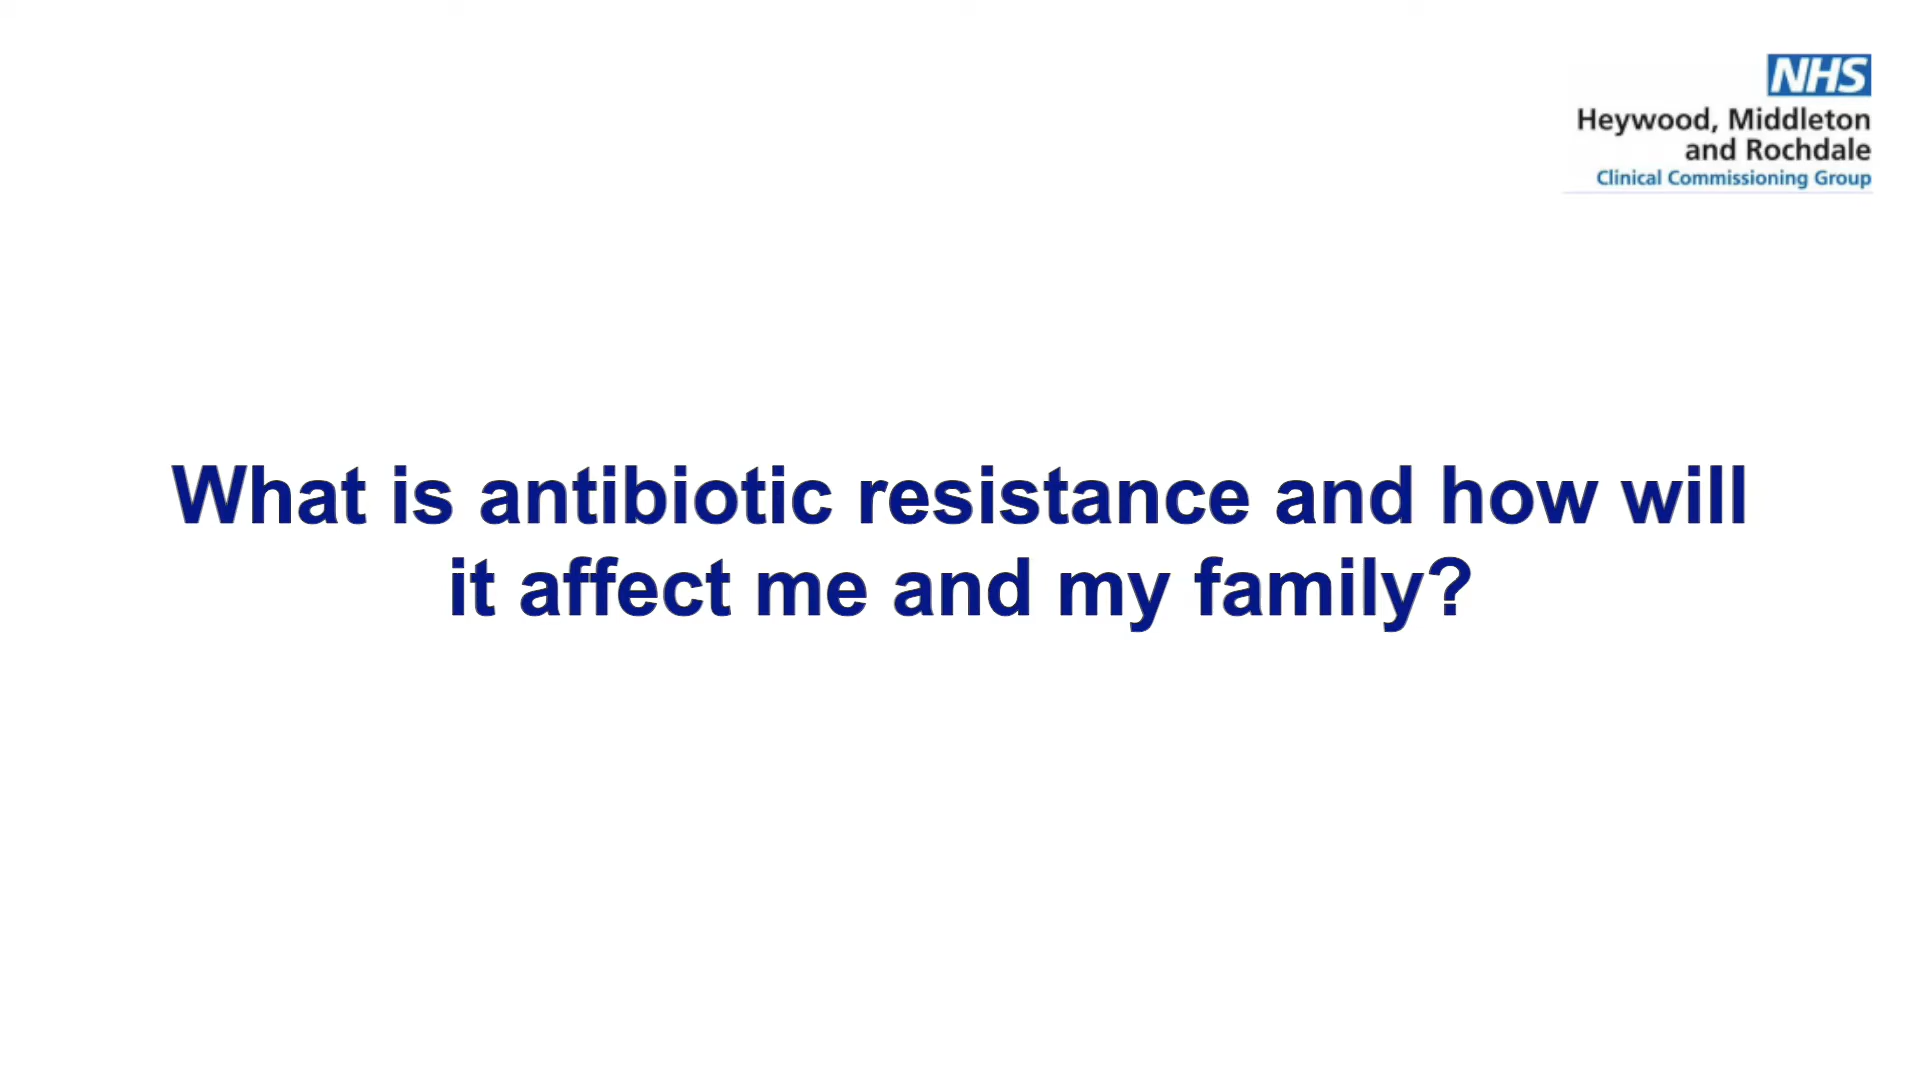 NHS
Heywood, Middleton
and Rochdale
Clinical Commissioning Group
What is antibiotic resistance and how will
it affect me and my family?